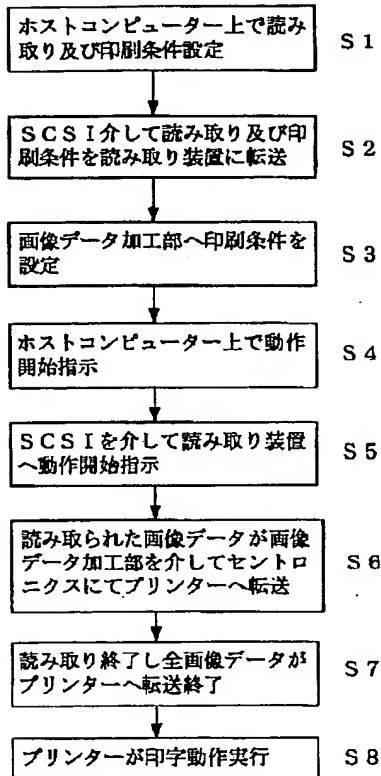 ホストコンピューター上で読み
取り及び印刷条件設定
S1
SCSI介して読み取り及び印
刷条件を読み取り装置に転送
S2
画像データ加工部へ印刷条件を
設定
S3
ホストコンピューター上で動作
開始指示
S4
SCSIを介して読み取り装置
へ動作開始指示
S5
読み取られた画像データが画像
データ加工部を介してセントロ
ニクスにてプリンターへ転送
S6
読み取り終了し全画像データが
プリンターへ転送終了
S7
プリンターが印字動作実行
S8